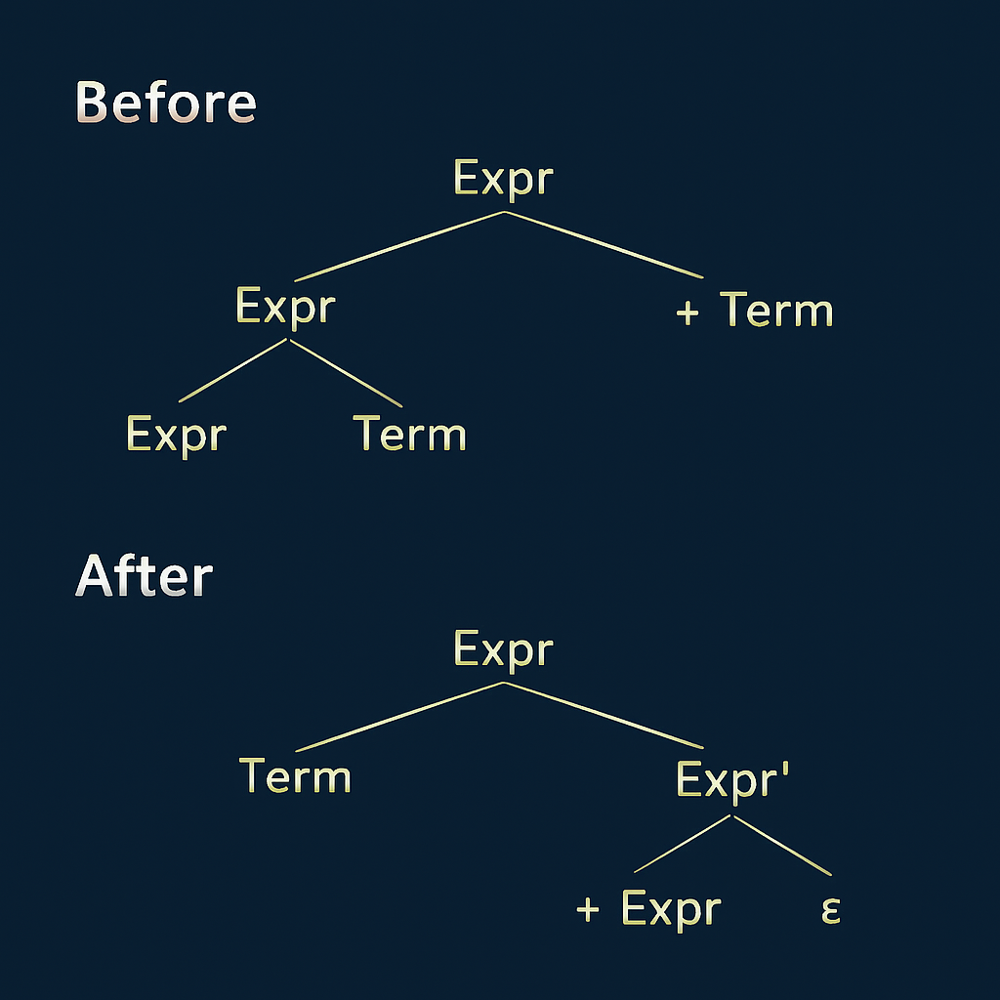 Before
Expr
Expr + Term
Expr Term
After
Expr
Term Expr'
+ Expr ε